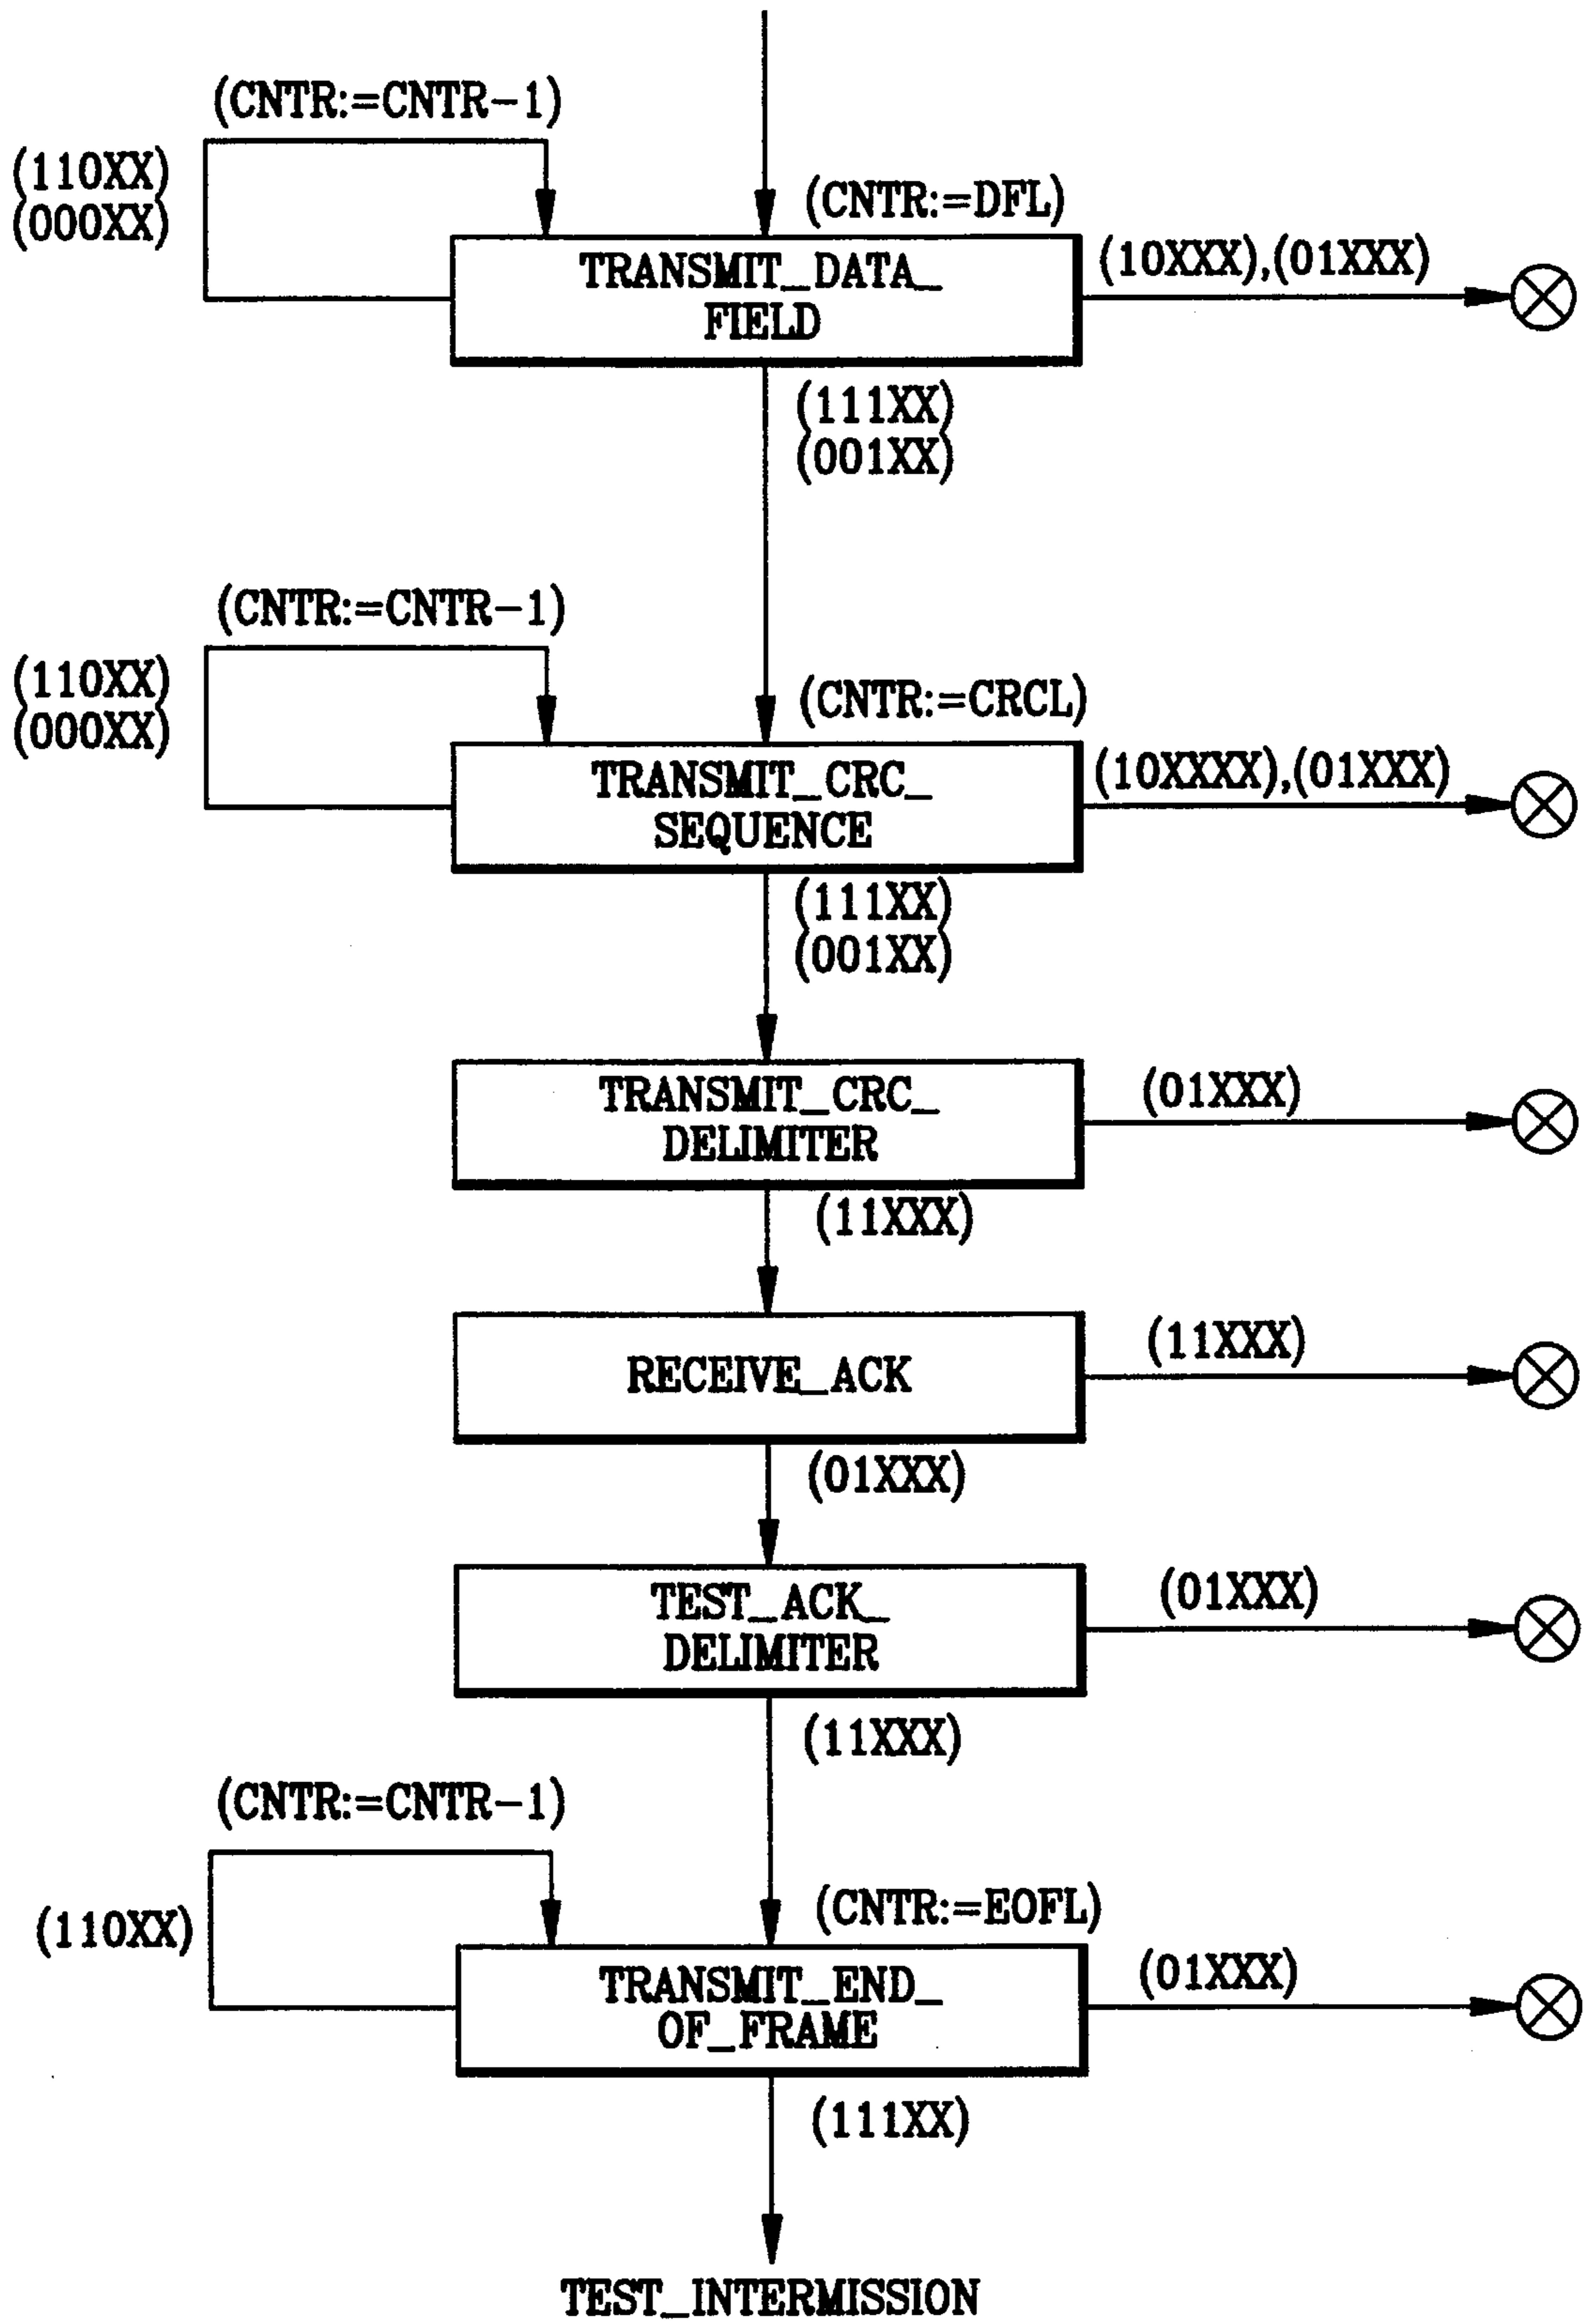 (CNTR:=CNTR-1)
(110XX)
(000XX)
(CNTR:=DFL)
TRANSMIT_DATA_
FIELD
(10XXX),(01XXX)
(111XX)
(001XX)
(CNTR:=CNTR-1)
(110XX)
(000XX)
(CNTR:=CRCL)
TRANSMIT_CRC_
SEQUENCE
(10XXXX),(01XXX)
(111XX)
(001XX)
TRANSMIT_CRC_
DELIMITER
(01XXX)
(11XXX)
RECEIVE_ACK
(11XXX)
(01XXX)
TEST_ACK_
DELIMITER
(01XXX)
(11XXX)
(CNTR:=CNTR-1)
(110XX)
(CNTR:=EOFL)
TRANSMIT_END_
OF_FRAME
(01XXX)
(111XX)
TEST_INTERMISSION